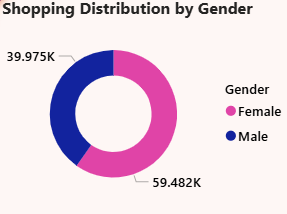 Shopping Distribution by Gender
39.975K
Gender
Female
Male
59.482K